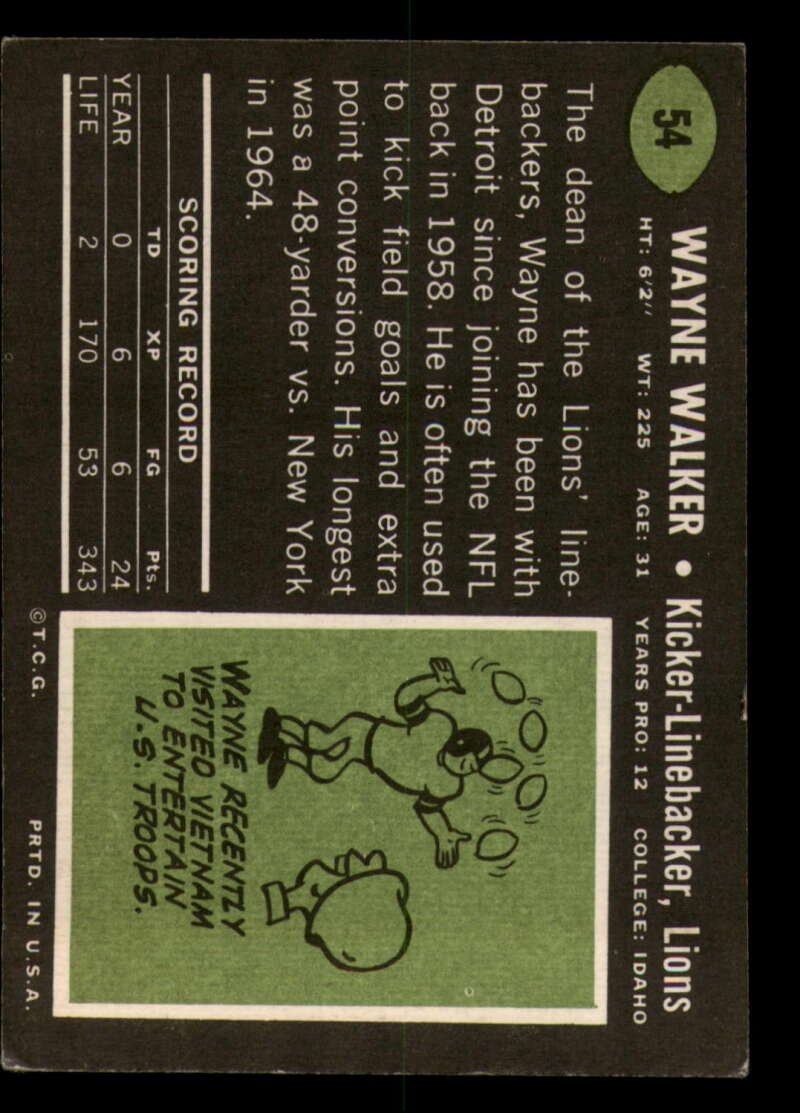 54
WAYNE WALKER • Kicker-Linebacker, Lions
HT: 6'2" WT: 225 AGE: 31 YEARS PRO: 12 COLLEGE: IDAHO
The dean of the Lions' line-
backers, Wayne has been with
Detroit since joining the NFL
back in 1958. He is often used
to kick field goals and extra
point conversions. His longest
was a 48-yarder vs. New York
in 1964.
SCORING RECORD
TD XP FG Pts.
YEAR 0 6 6 24
LIFE 2 170 53 343
WAYNE RECENTLY
VISITED VIETNAM
TO ENTERTAIN
U.S. TROOPS.
©T.C.G. PRTD. IN U.S.A.